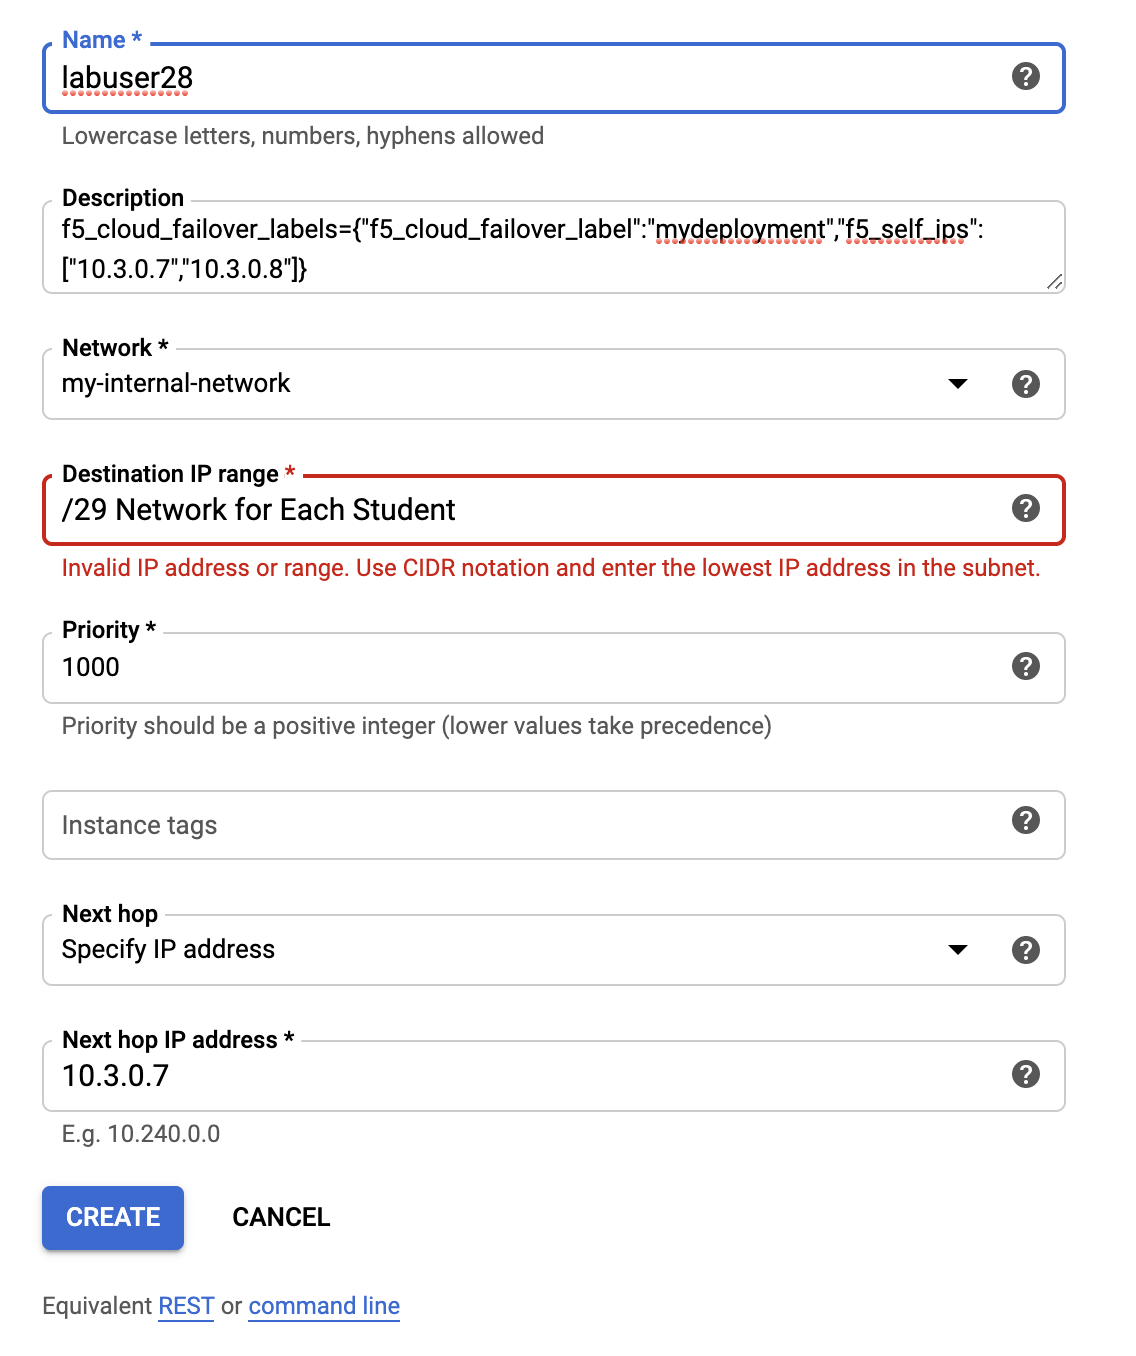 Name *
labuser28
Lowercase letters, numbers, hyphens allowed
Description
f5_cloud_failover_labels={"f5_cloud_failover_label":"mydeployment","f5_self_ips":
["10.3.0.7","10.3.0.8"]}
Network *
my-internal-network
Destination IP range *
/29 Network for Each Student
Invalid IP address or range. Use CIDR notation and enter the lowest IP address in the subnet.
Priority *
1000
Priority should be a positive integer (lower values take precedence)
Instance tags
Next hop
Specify IP address
Next hop IP address *
10.3.0.7
E.g. 10.240.0.0
CREATE CANCEL
Equivalent REST or command line